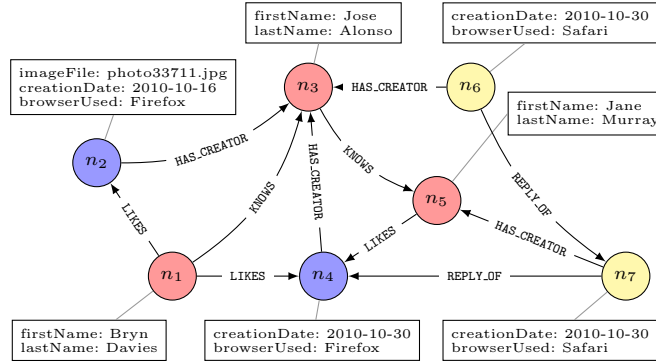 firstName: Jose
lastName: Alonso
creationDate: 2010-10-30
browserUsed: Safari
imageFile: photo33711.jpg
creationDate: 2010-10-16
browserUsed: Firefox
n3
HAS_CREATOR
n6
firstName: Jane
lastName: Murray
n2
HAS_CREATOR
HAS_CREATOR
KNOWS
KNOWS
REPLY_OF
LIKES
n5
LIKES
HAS_CREATOR
n1
LIKES
n4
REPLY_OF
n7
firstName: Bryn
lastName: Davies
creationDate: 2010-10-30
browserUsed: Firefox
creationDate: 2010-10-30
browserUsed: Safari